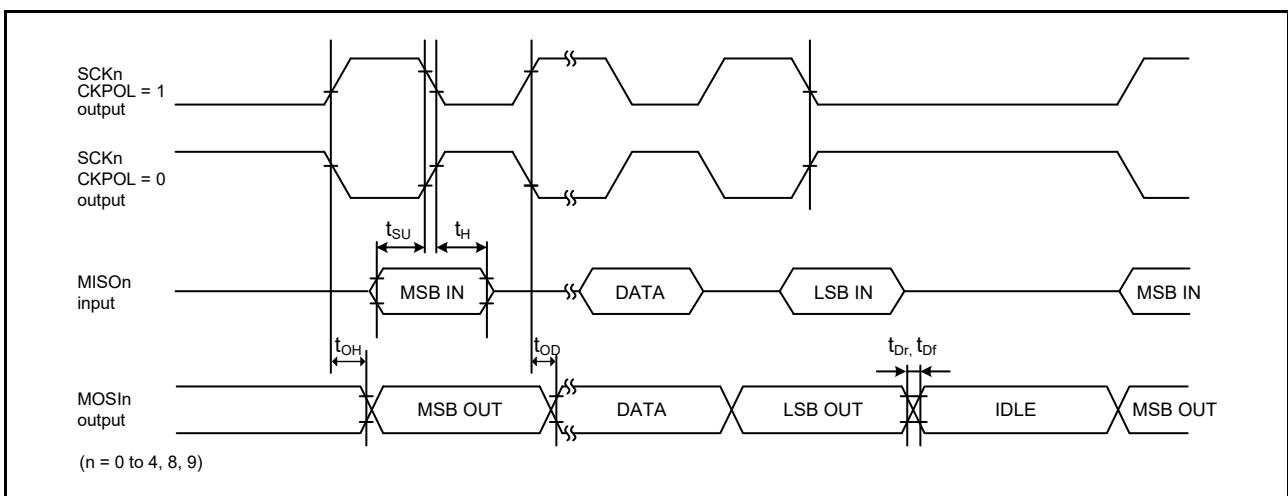 SCKn
CKPOL = 1
output
SCKn
CKPOL = 0
output
tSU
tH
MISOn
input
MSB IN
DATA
LSB IN
MSB IN
tOH
tOD
tDr, tDf
MOSIn
output
MSB OUT
DATA
LSB OUT
IDLE
MSB OUT
(n = 0 to 4, 8, 9)